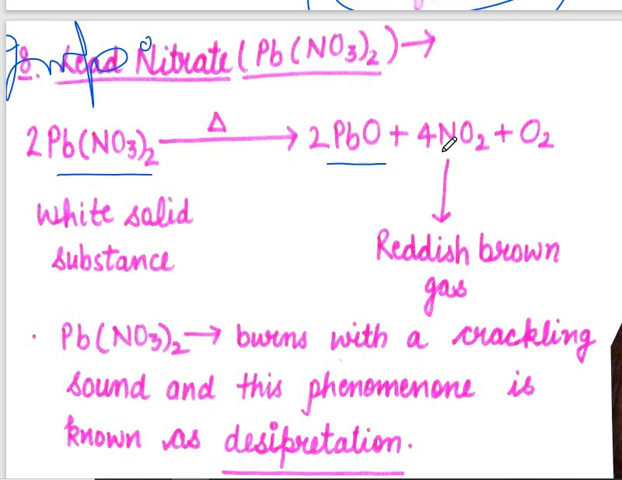 8. Lead Nitrate (Pb(NO₃)₂) →
Δ
2Pb(NO₃)₂ → 2PbO + 4NO₂ + O₂
White solid
substance
Reddish brown
gas
· Pb(NO₃)₂ → burns with a crackling
sound and this phenomenone is
known as desipretation.